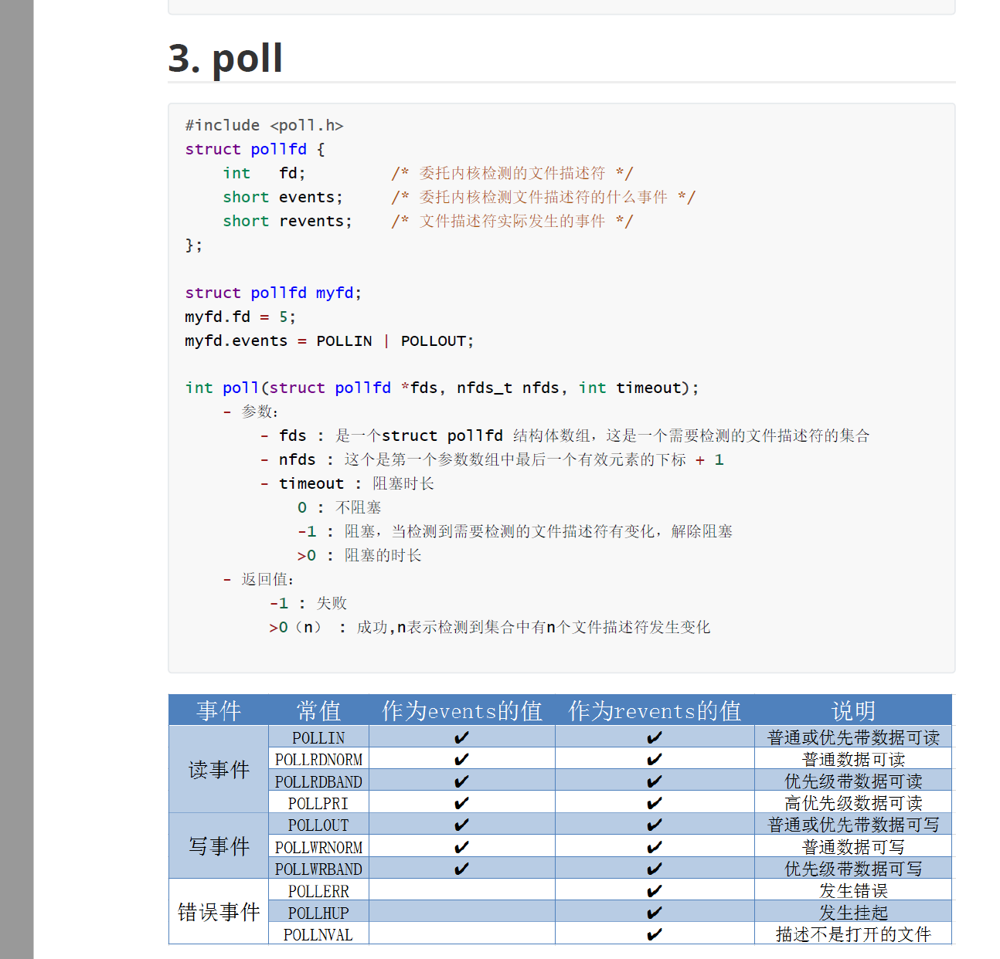 3. poll
#include <poll.h>
struct pollfd {
    int   fd;         /* 委托内核检测的文件描述符 */
    short events;     /* 委托内核检测文件描述符的什么事件 */
    short revents;    /* 文件描述符实际发生的事件 */
};
struct pollfd myfd;
myfd.fd = 5;
myfd.events = POLLIN | POLLOUT;
int poll(struct pollfd *fds, nfds_t nfds, int timeout);
    - 参数：
        - fds : 是一个struct pollfd 结构体数组，这是一个需要检测的文件描述符的集合
        - nfds : 这个是第一个参数数组中最后一个有效元素的下标 + 1
        - timeout : 阻塞时长
            0 : 不阻塞
            -1 : 阻塞，当检测到需要检测的文件描述符有变化，解除阻塞
            >0 : 阻塞的时长
    - 返回值：
         -1 : 失败
         >0（n） : 成功,n表示检测到集合中有n个文件描述符发生变化
事件 常值 作为events的值 作为revents的值 说明
读事件 POLLIN ✔ ✔ 普通或优先带数据可读
POLLRDNORM ✔ ✔ 普通数据可读
POLLRDBAND ✔ ✔ 优先级带数据可读
POLLPRI ✔ ✔ 高优先级数据可读
写事件 POLLOUT ✔ ✔ 普通或优先带数据可写
POLLWRNORM ✔ ✔ 普通数据可写
POLLWRBAND ✔ ✔ 优先级带数据可写
错误事件 POLLERR ✔ 发生错误
POLLHUP ✔ 发生挂起
POLLNVAL ✔ 描述不是打开的文件